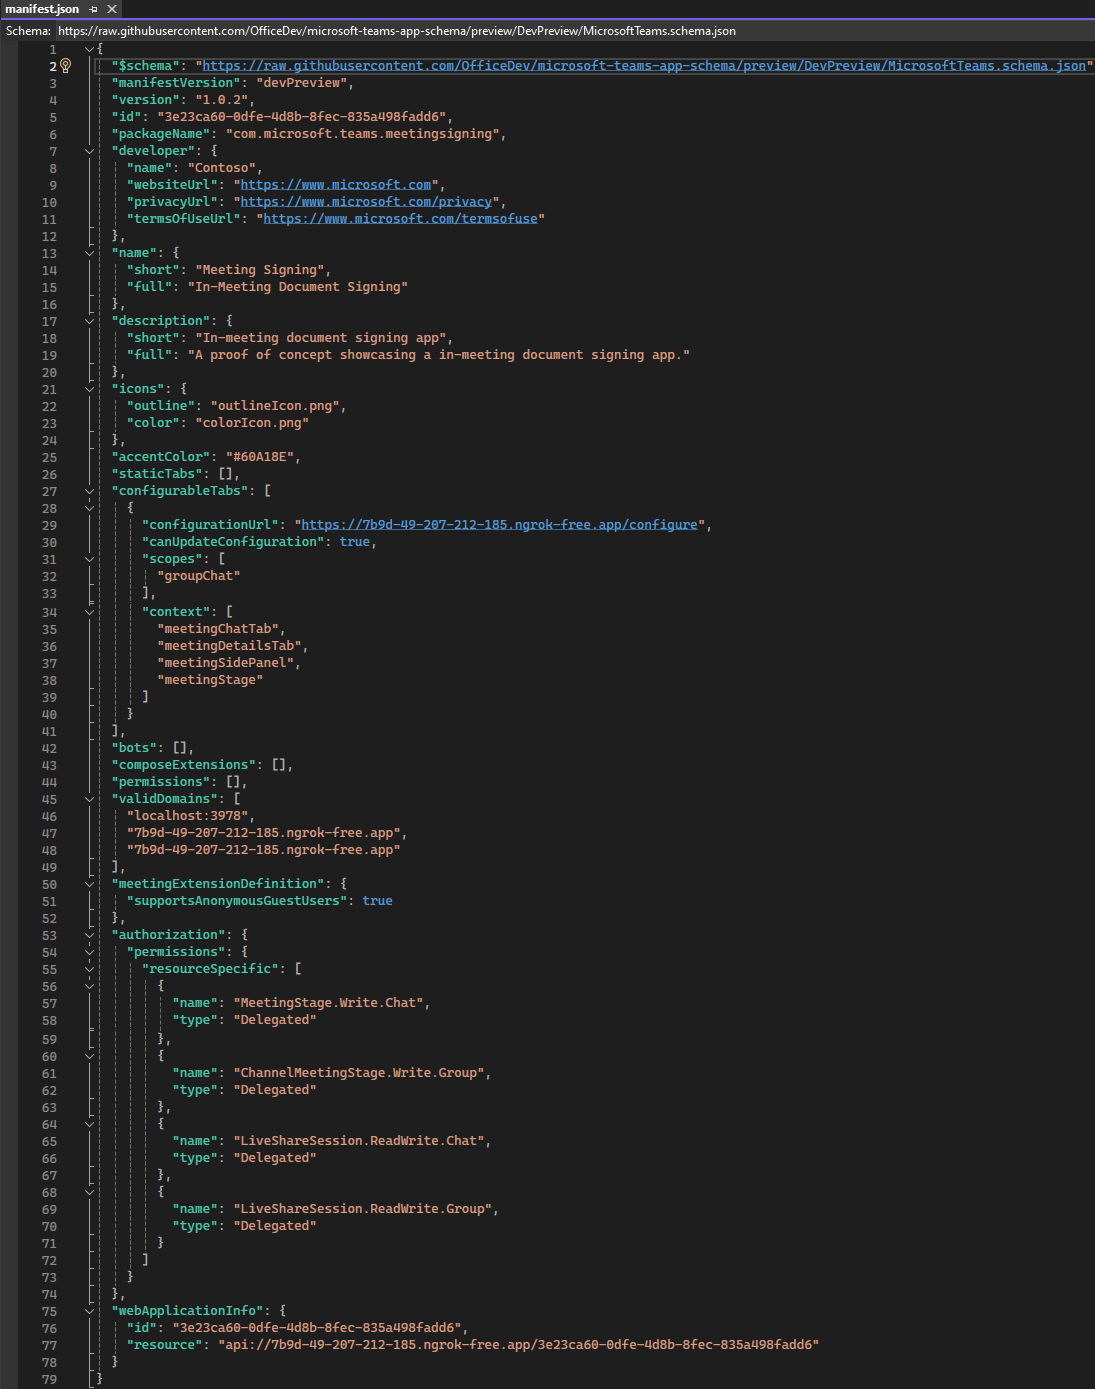 manifest.json
Schema: https://raw.githubusercontent.com/OfficeDev/microsoft-teams-app-schema/preview/DevPreview/MicrosoftTeams.schema.json
1 {
2 "$schema": "https://raw.githubusercontent.com/OfficeDev/microsoft-teams-app-schema/preview/DevPreview/MicrosoftTeams.schema.json"
3 "manifestVersion": "devPreview",
4 "version": "1.0.2",
5 "id": "3e23ca60-0dfe-4d8b-8fec-835a498fadd6",
6 "packageName": "com.microsoft.teams.meetingsigning",
7 "developer": {
8 "name": "Contoso",
9 "websiteUrl": "https://www.microsoft.com",
10 "privacyUrl": "https://www.microsoft.com/privacy",
11 "termsOfUseUrl": "https://www.microsoft.com/termsofuse"
12 },
13 "name": {
14 "short": "Meeting Signing",
15 "full": "In-Meeting Document Signing"
16 },
17 "description": {
18 "short": "In-meeting document signing app",
19 "full": "A proof of concept showcasing a in-meeting document signing app."
20 },
21 "icons": {
22 "outline": "outlineIcon.png",
23 "color": "colorIcon.png"
24 },
25 "accentColor": "#60A18E",
26 "staticTabs": [],
27 "configurableTabs": [
28 {
29 "configurationUrl": "https://7b9d-49-207-212-185.ngrok-free.app/configure",
30 "canUpdateConfiguration": true,
31 "scopes": [
32 "groupChat"
33 ],
34 "context": [
35 "meetingChatTab",
36 "meetingDetailsTab",
37 "meetingSidePanel",
38 "meetingStage"
39 ]
40 }
41 ],
42 "bots": [],
43 "composeExtensions": [],
44 "permissions": [],
45 "validDomains": [
46 "localhost:3978",
47 "7b9d-49-207-212-185.ngrok-free.app",
48 "7b9d-49-207-212-185.ngrok-free.app"
49 ],
50 "meetingExtensionDefinition": {
51 "supportsAnonymousGuestUsers": true
52 },
53 "authorization": {
54 "permissions": {
55 "resourceSpecific": [
56 {
57 "name": "MeetingStage.Write.Chat",
58 "type": "Delegated"
59 },
60 {
61 "name": "ChannelMeetingStage.Write.Group",
62 "type": "Delegated"
63 },
64 {
65 "name": "LiveShareSession.ReadWrite.Chat",
66 "type": "Delegated"
67 },
68 {
69 "name": "LiveShareSession.ReadWrite.Group",
70 "type": "Delegated"
71 }
72 ]
73 }
74 },
75 "webApplicationInfo": {
76 "id": "3e23ca60-0dfe-4d8b-8fec-835a498fadd6",
77 "resource": "api://7b9d-49-207-212-185.ngrok-free.app/3e23ca60-0dfe-4d8b-8fec-835a498fadd6"
78 }
79 }